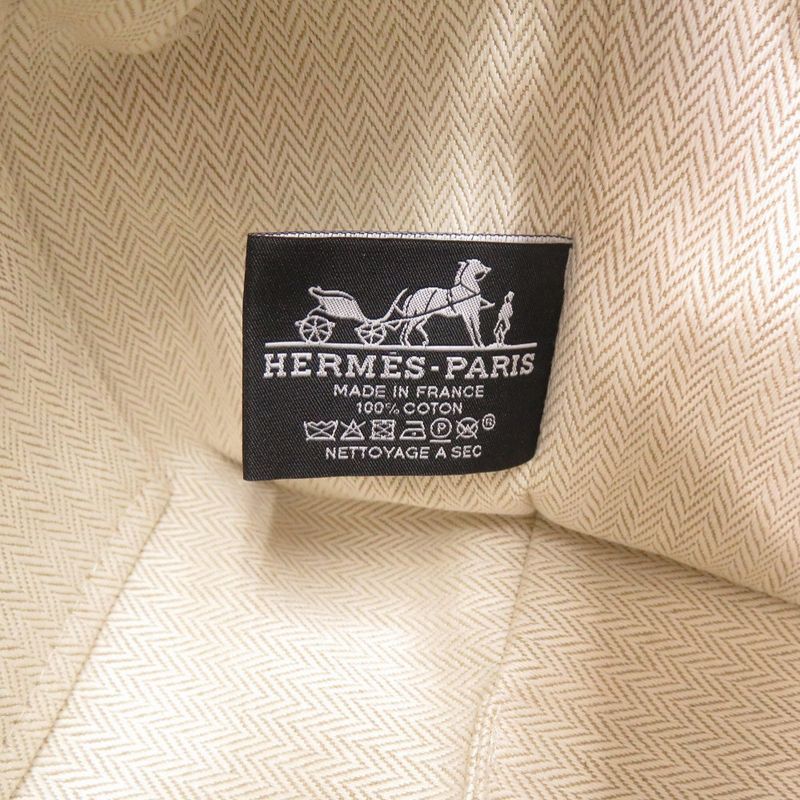 HERMÈS-PARIS
MADE IN FRANCE
100% COTON
P ®
NETTOYAGE A SEC